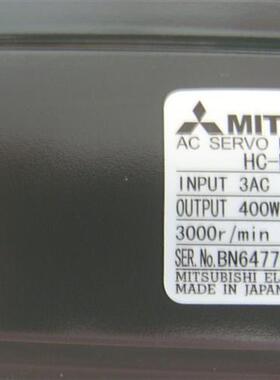 MIT
AC SERVO
HC-
INPUT 3AC
OUTPUT 400W
3000r/min
SER.No.BN6477
MITSUBISHI EL
MADE IN JAPAN